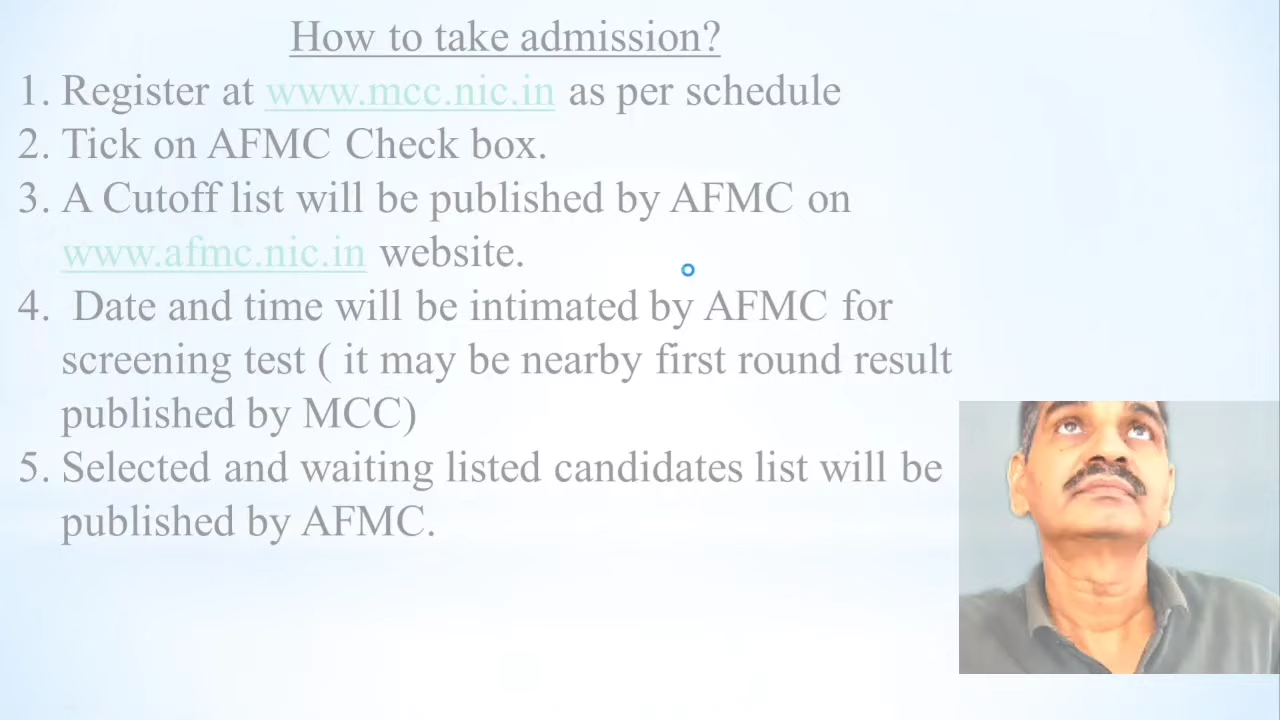 How to take admission?
1. Register at www.mcc.nic.in as per schedule
2. Tick on AFMC Check box.
3. A Cutoff list will be published by AFMC on
www.afmc.nic.in website.
4. Date and time will be intimated by AFMC for
screening test ( it may be nearby first round result
published by MCC)
5. Selected and waiting listed candidates list will be
published by AFMC.